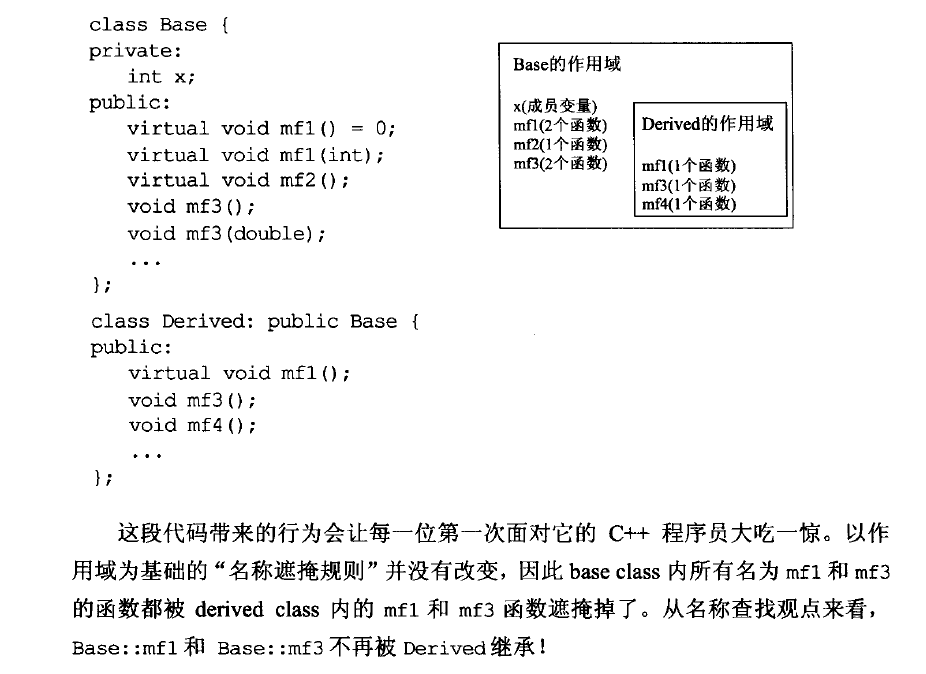 class Base {
private:
int x;
public:
virtual void mf1() = 0;
virtual void mf1(int);
virtual void mf2();
void mf3();
void mf3(double);
...
};
Base的作用域
x(成员变量)
mf1(2个函数)
mf2(1个函数)
mf3(2个函数)
Derived的作用域
mf1(1个函数)
mf3(1个函数)
mf4(1个函数)
class Derived: public Base {
public:
virtual void mf1();
void mf3();
void mf4();
...
};
这段代码带来的行为会让每一位第一次面对它的 C++ 程序员大吃一惊。以作
用域为基础的“名称遮掩规则”并没有改变，因此 base class 内所有名为 mf1 和 mf3
的函数都被 derived class 内的 mf1 和 mf3 函数遮掩掉了。从名称查找观点来看，
Base::mf1 和 Base::mf3 不再被 Derived 继承！